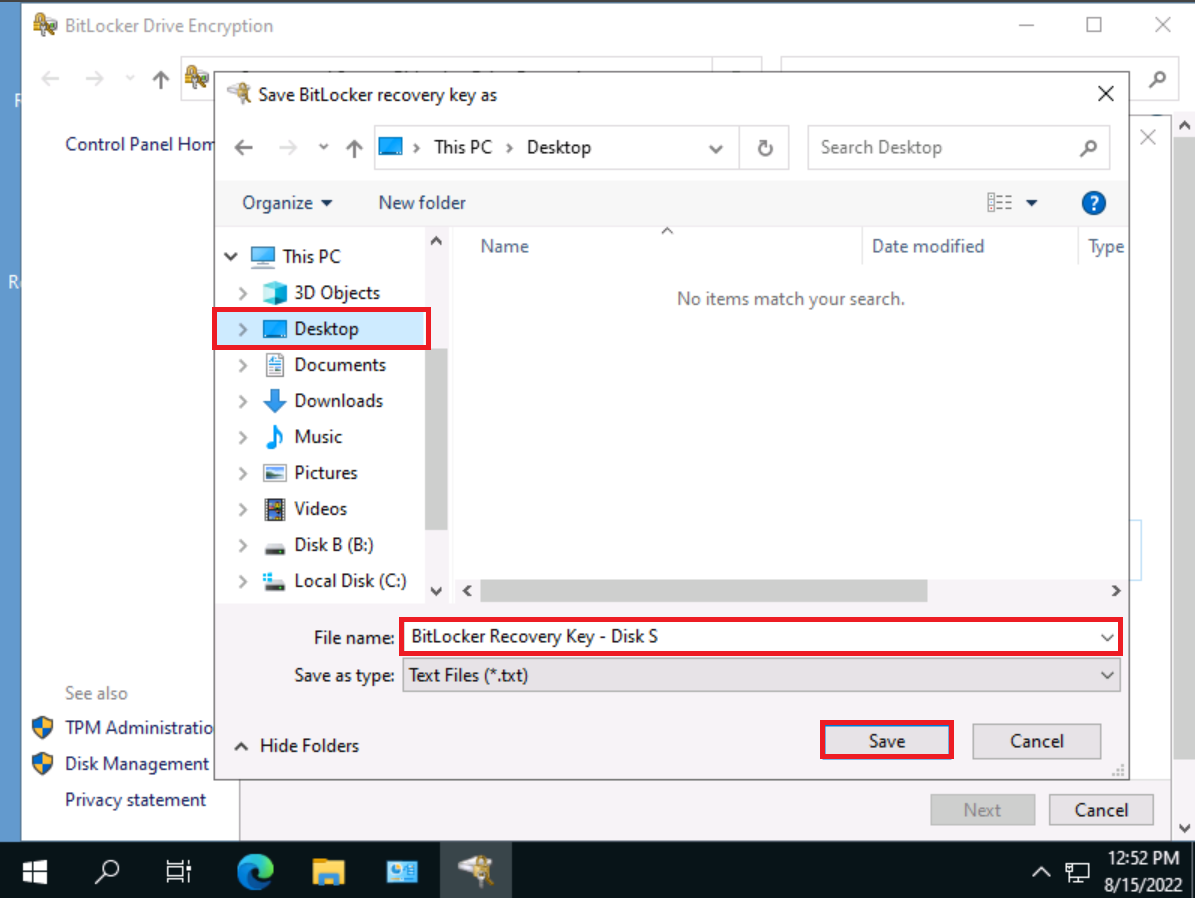 BitLocker Drive Encryption
Save BitLocker recovery key as
Control Panel Hom
This PC > Desktop
Search Desktop
Organize
New folder
Name
Date modified
Type
This PC
3D Objects
Desktop
Documents
Downloads
Music
Pictures
Videos
Disk B (B:)
Local Disk (C:)
No items match your search.
File name: BitLocker Recovery Key - Disk S
Save as type: Text Files (*.txt)
See also
TPM Administratio
Disk Management
Privacy statement
Hide Folders
Save
Cancel
Next
Cancel
12:52 PM
8/15/2022